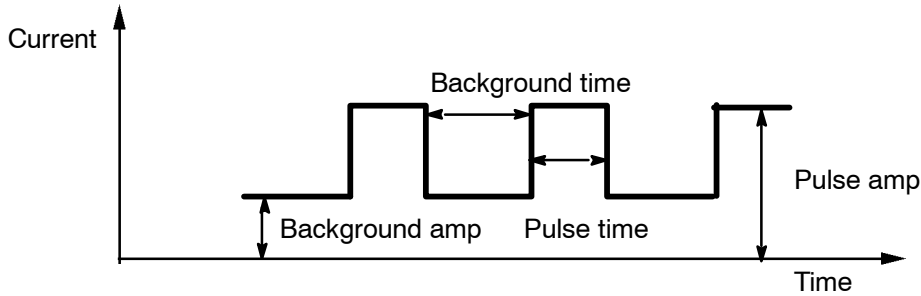 Current
Background time
Pulse amp
Background amp
Pulse time
Time